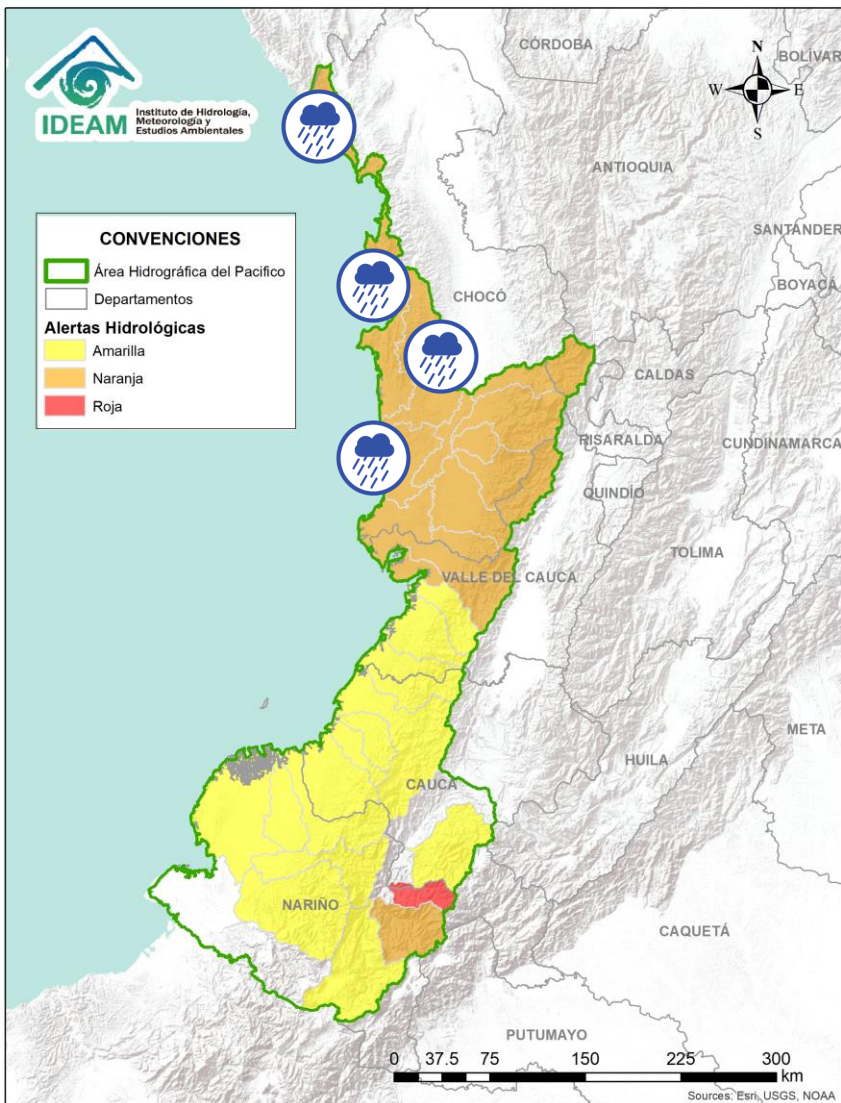 IDEAM
Instituto de Hidrología,
Meteorología y
Estudios Ambientales
CÓRDOBA
BOLÍVAR
N
W
E
S
ANTIOQUIA
SANTANDER
BOYACÁ
CONVENCIONES
Área Hidrográfica del Pacifico
Departamentos
Alertas Hidrológicas
Amarilla
Naranja
Roja
CHOCÓ
CALDAS
RISARALDA
CUNDINAMARCA
QUINDÍO
TOLIMA
VALLE DEL CAUCA
META
HUILA
CAUCA
NARIÑO
CAQUETÁ
PUTUMAYO
0 37.5 75 150 225 300
km
Sources: Esri, USGS, NOAA